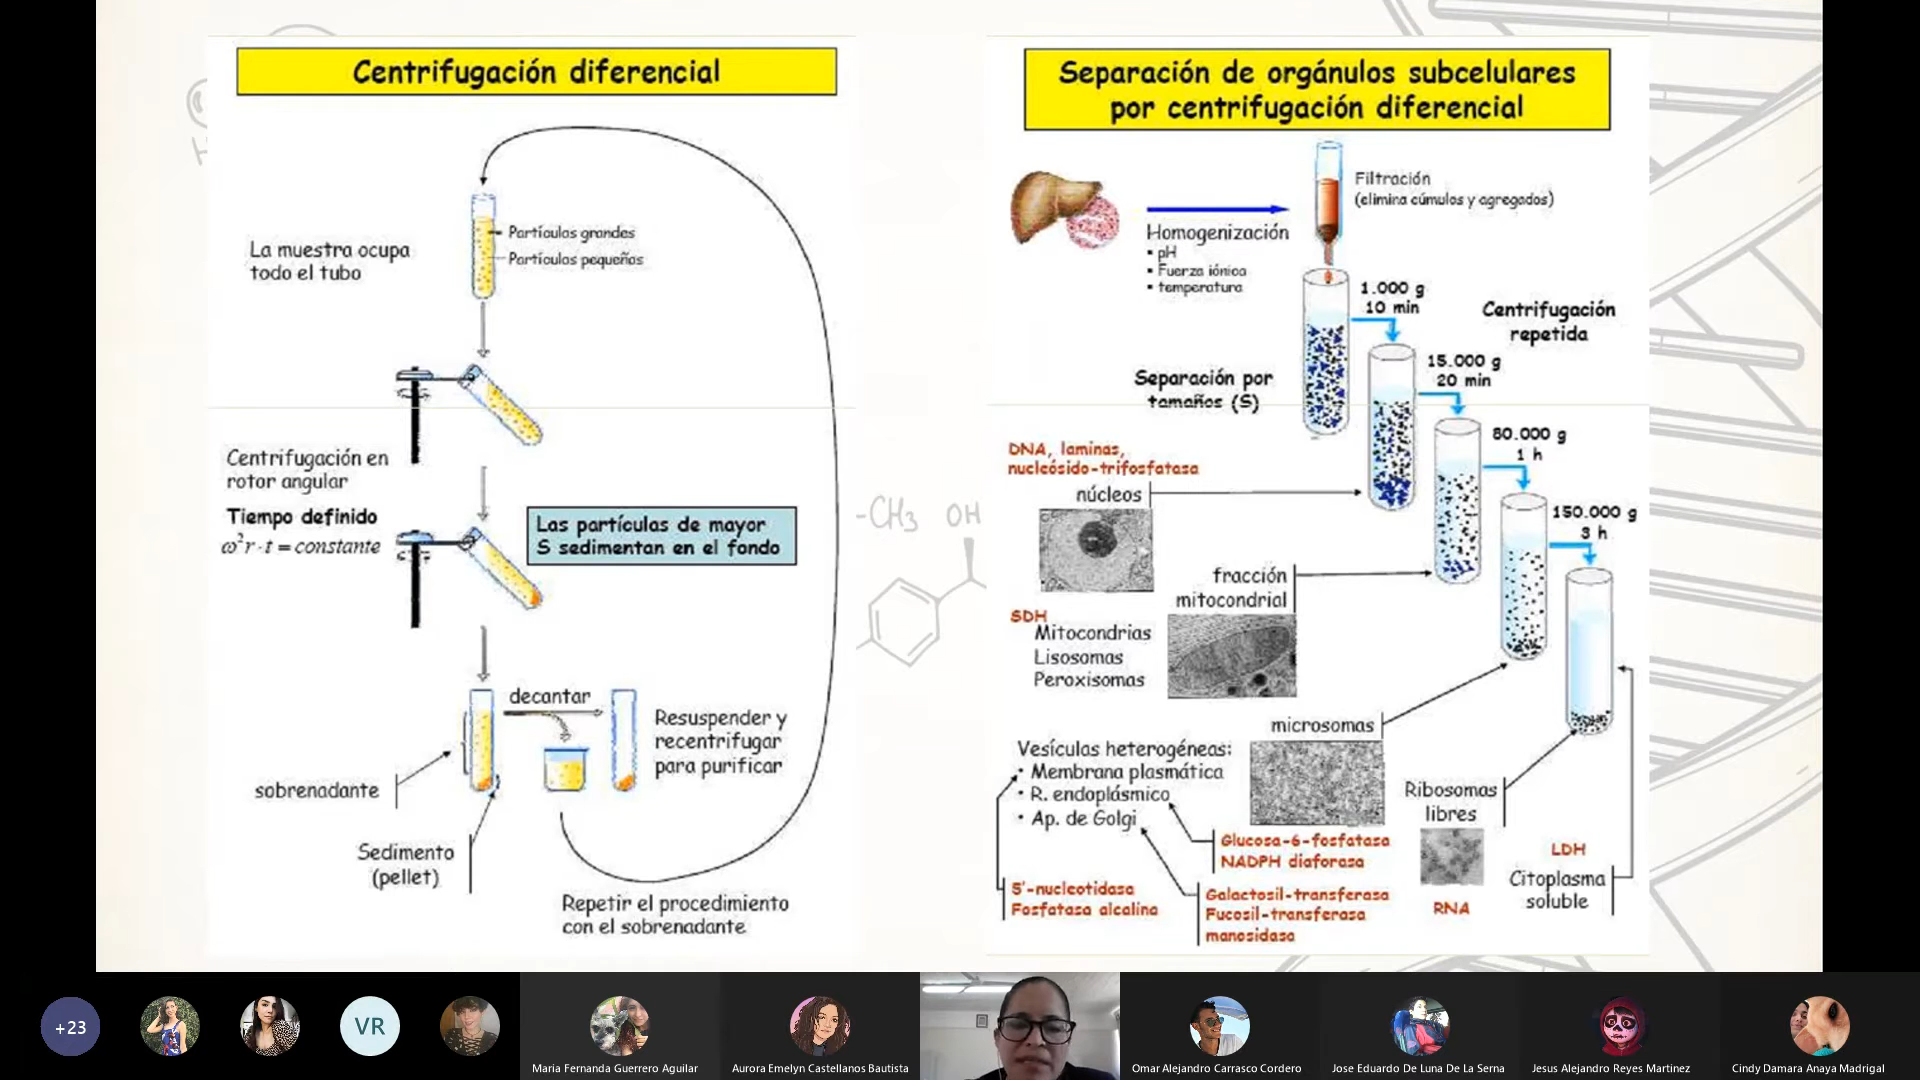 Centrifugación diferencial
La muestra ocupa
todo el tubo
Partículas grandes
Partículas pequeñas
Centrifugación en
rotor angular
Tiempo definido
ω²r·t = constante
Las partículas de mayor
S sedimentan en el fondo
decantar
Resuspender y
recentrifugar
para purificar
sobrenadante
Sedimento
(pellet)
Repetir el procedimiento
con el sobrenadante
-CH3 OH
Separación de orgánulos subcelulares
por centrifugación diferencial
Filtración
(elimina cúmulos y agregados)
Homogenización
▪ pH
▪ Fuerza iónica
▪ temperatura
1.000 g
10 min
Centrifugación
repetida
15.000 g
20 min
Separación por
tamaños (S)
80.000 g
1 h
DNA, laminas,
nucleósido-trifosfatasa
núcleos
150.000 g
3 h
fracción
mitocondrial
SDH
Mitocondrias
Lisosomas
Peroxisomas
microsomas
Vesículas heterogéneas:
• Membrana plasmática
• R. endoplásmico
• Ap. de Golgi
Ribosomas
libres
Glucosa-6-fosfatasa
NADPH diaforasa
LDH
Citoplasma
soluble
5'-nucleotidasa
Fosfatasa alcalina
Galactosil-transferasa
Fucosil-transferasa
manosidasa
RNA
+23
VR
Maria Fernanda Guerrero Aguilar
Aurora Emelyn Castellanos Bautista
Omar Alejandro Carrasco Cordero
Jose Eduardo De Luna De La Serna
Jesus Alejandro Reyes Martinez
Cindy Damara Anaya Madrigal